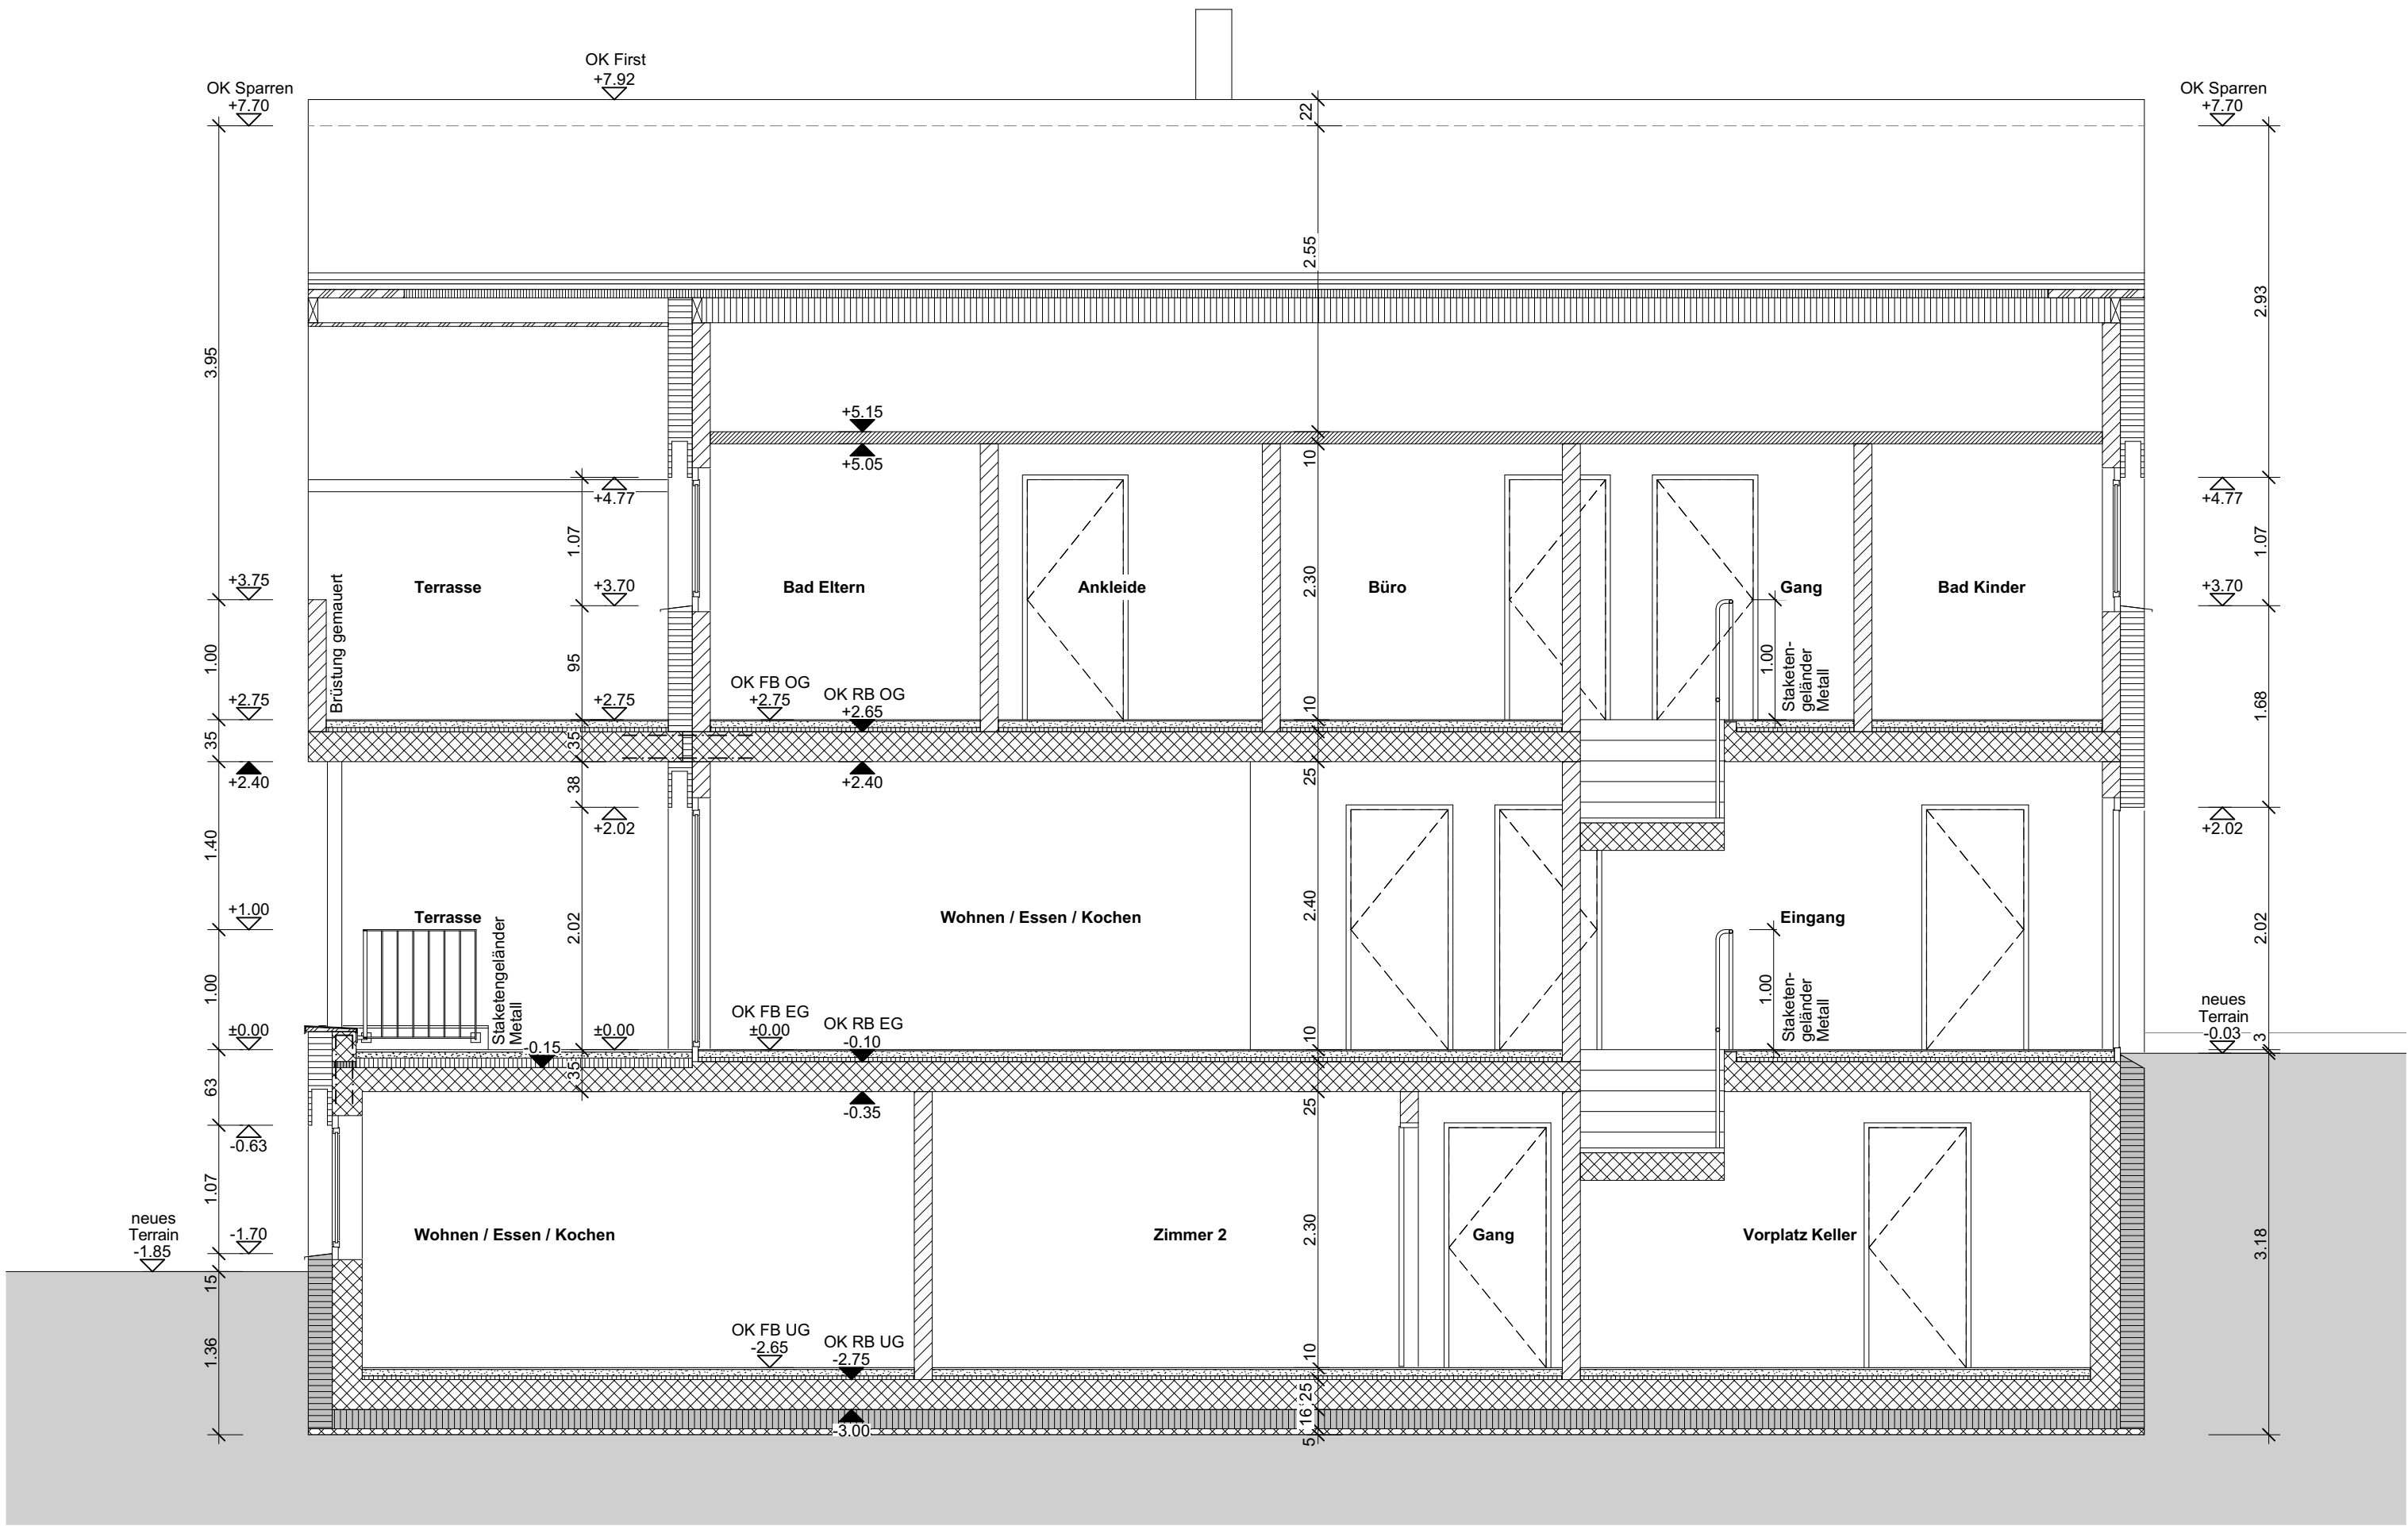 OK First
+7.92
OK Sparren
+7.70
OK Sparren
+7.70
22
2.55
2.93
3.95
+5.15
+5.05
10
+4.77
+4.77
1.07
2.30
1.07
+3.75
+3.70
+3.70
Brüstung gemauert
Terrasse
Bad Eltern
Ankleide
Büro
Gang
Bad Kinder
1.00
95
1.00
Staketen-
geländer
Metall
1.68
+2.75
+2.75
OK FB OG
+2.75
OK RB OG
+2.65
10
35
35
+2.40
+2.40
25
38
+2.02
+2.02
1.40
2.40
2.02
2.02
+1.00
Terrasse
Wohnen / Essen / Kochen
Eingang
1.00
Staketengeländer
Metall
1.00
Staketen-
geländer
Metall
±0.00
±0.00
OK FB EG
±0.00
OK RB EG
-0.10
-0.15
10
neues
Terrain
-0.03
3
35
63
-0.35
25
-0.63
1.07
2.30
3.18
neues
Terrain
-1.85
-1.70
Wohnen / Essen / Kochen
Zimmer 2
Gang
Vorplatz Keller
15
1.36
OK FB UG
-2.65
OK RB UG
-2.75
10
25
16
-3.00
5